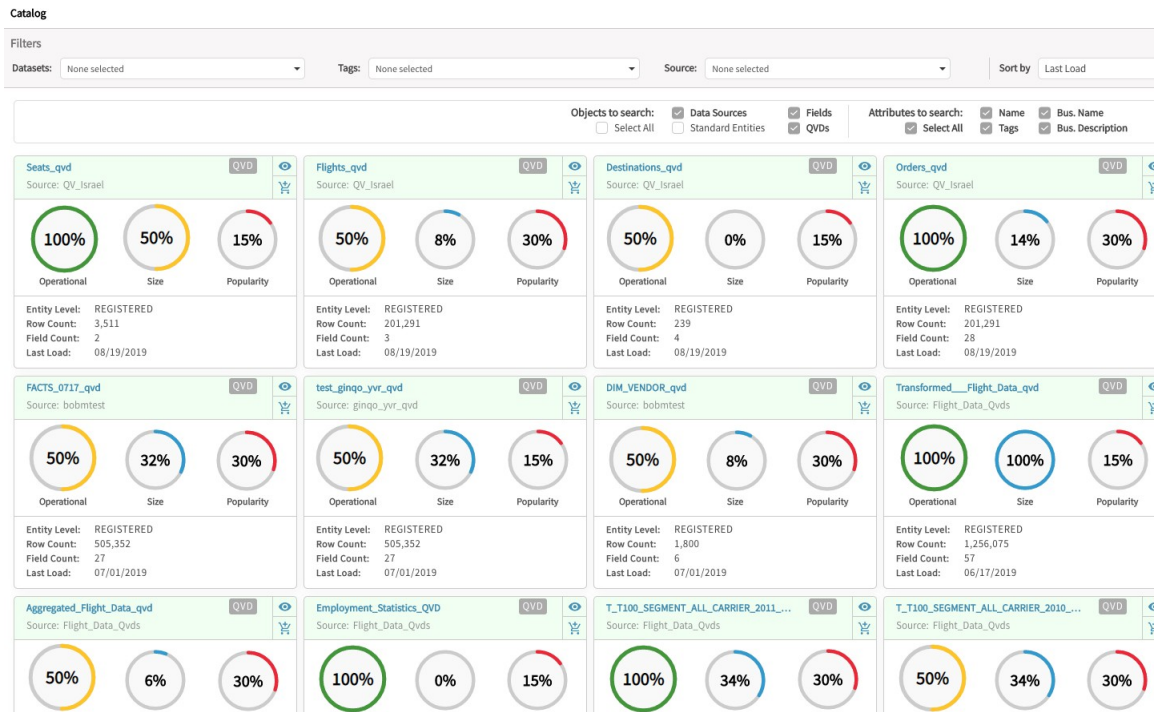 Catalog
Filters
Datasets: None selected Tags: None selected Source: None selected Sort by Last Load
Objects to search: Data Sources Fields Attributes to search: Name Bus. Name
Select All Standard Entities QVDs Select All Tags Bus. Description
Seats_qvd QVD Flights_qvd QVD Destinations_qvd QVD Orders_qvd QVD
Source: QV_Israel Source: QV_Israel Source: QV_Israel Source: QV_Israel
100% 50% 15% 50% 8% 30% 50% 0% 15% 100% 14% 30%
Operational Size Popularity Operational Size Popularity Operational Size Popularity Operational Size Popularity
Entity Level: REGISTERED Entity Level: REGISTERED Entity Level: REGISTERED Entity Level: REGISTERED
Row Count: 3,511 Row Count: 201,291 Row Count: 239 Row Count: 201,291
Field Count: 2 Field Count: 3 Field Count: 4 Field Count: 28
Last Load: 08/19/2019 Last Load: 08/19/2019 Last Load: 08/19/2019 Last Load: 08/19/2019
FACTS_0717_qvd QVD test_ginqo_yvr_qvd QVD DIM_VENDOR_qvd QVD Transformed___Flight_Data_qvd QVD
Source: bobmtest Source: ginqo_yvr_qvd Source: bobmtest Source: Flight_Data_Qvds
50% 32% 30% 50% 32% 15% 50% 8% 30% 100% 100% 15%
Operational Size Popularity Operational Size Popularity Operational Size Popularity Operational Size Popularity
Entity Level: REGISTERED Entity Level: REGISTERED Entity Level: REGISTERED Entity Level: REGISTERED
Row Count: 505,352 Row Count: 505,352 Row Count: 1,800 Row Count: 1,256,075
Field Count: 27 Field Count: 27 Field Count: 6 Field Count: 57
Last Load: 07/01/2019 Last Load: 07/01/2019 Last Load: 07/01/2019 Last Load: 06/17/2019
Aggregated_Flight_Data_qvd QVD Employment_Statistics_QVD QVD T_T100_SEGMENT_ALL_CARRIER_2011_... QVD T_T100_SEGMENT_ALL_CARRIER_2010_... QVD
Source: Flight_Data_Qvds Source: Flight_Data_Qvds Source: Flight_Data_Qvds Source: Flight_Data_Qvds
50% 6% 30% 100% 0% 15% 100% 34% 30% 50% 34% 30%